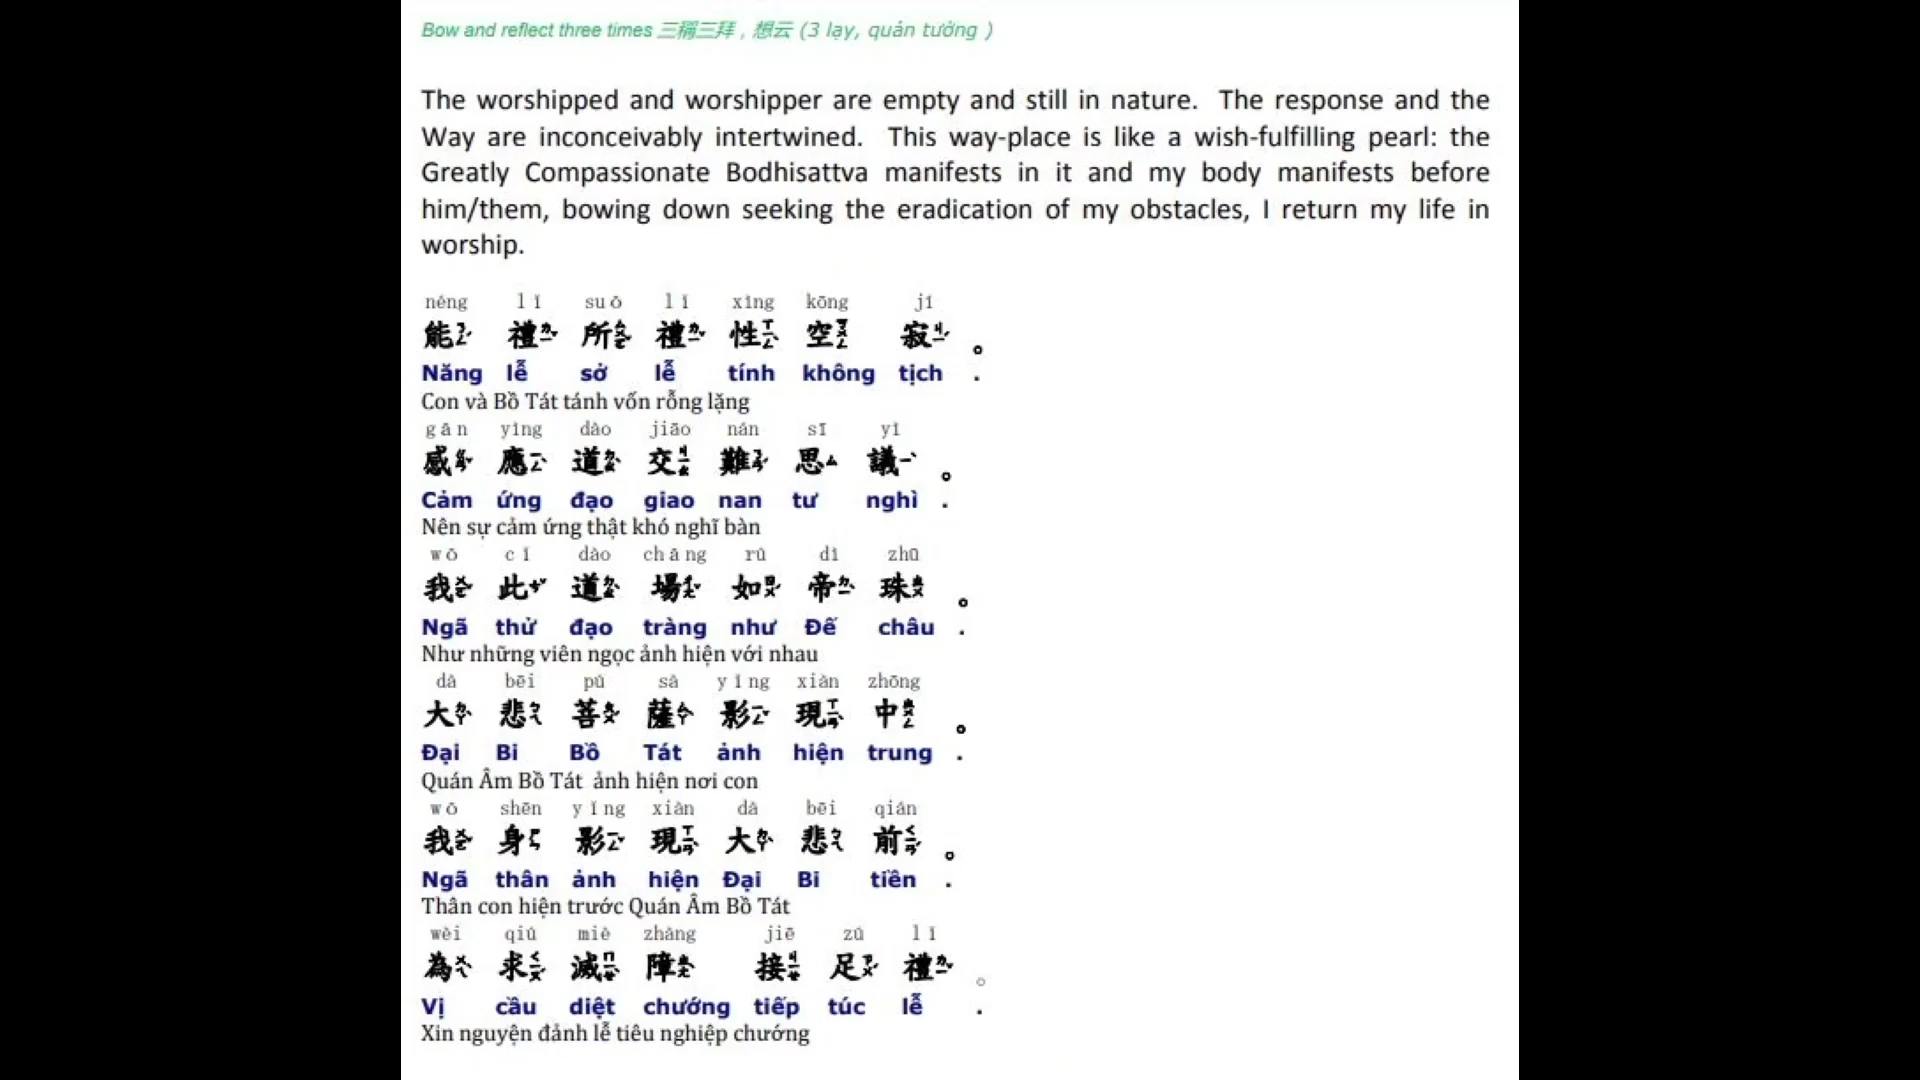 Bow and reflect three times 三稱三拜，想云 (3 lạy, quán tưởng )
The worshipped and worshipper are empty and still in nature. The response and the
Way are inconceivably intertwined. This way-place is like a wish-fulfilling pearl: the
Greatly Compassionate Bodhisattva manifests in it and my body manifests before
him/them, bowing down seeking the eradication of my obstacles, I return my life in
worship.
néng lǐ suǒ lǐ xìng kōng jí
能禮所禮性空寂。
Năng lễ sở lễ tính không tịch .
Con và Bồ Tát tánh vốn rỗng lặng
gǎn yìng dào jiāo nán sī yì
感應道交難思議。
Cảm ứng đạo giao nan tư nghì .
Nên sự cảm ứng thật khó nghĩ bàn
wǒ cǐ dào chǎng rú dì zhū
我此道場如帝珠。
Ngã thử đạo tràng như Đế châu .
Như những viên ngọc ảnh hiện với nhau
dà bēi pú sà yǐng xiàn zhōng
大悲菩薩影現中。
Đại Bi Bồ Tát ảnh hiện trung .
Quán Âm Bồ Tát ảnh hiện nơi con
wǒ shēn yǐng xiàn dà bēi qián
我身影現大悲前。
Ngã thân ảnh hiện Đại Bi tiền .
Thân con hiện trước Quán Âm Bồ Tát
wèi qiú miè zhàng jiē zú lǐ
為求滅障接足禮。
Vị cầu diệt chướng tiếp túc lễ .
Xin nguyện đảnh lễ tiêu nghiệp chướng